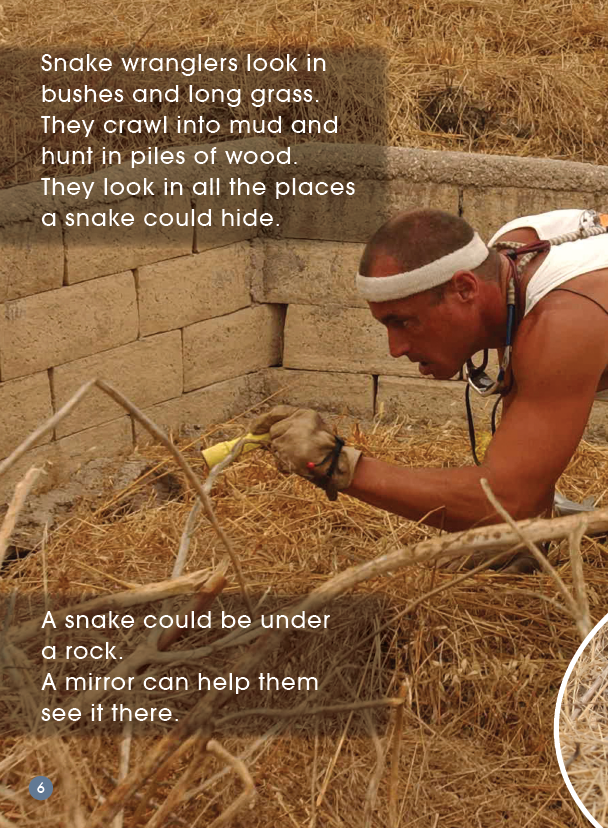 Snake wranglers look in
bushes and long grass.
They crawl into mud and
hunt in piles of wood.
They look in all the places
a snake could hide.
A snake could be under
a rock.
A mirror can help them
see it there.
6